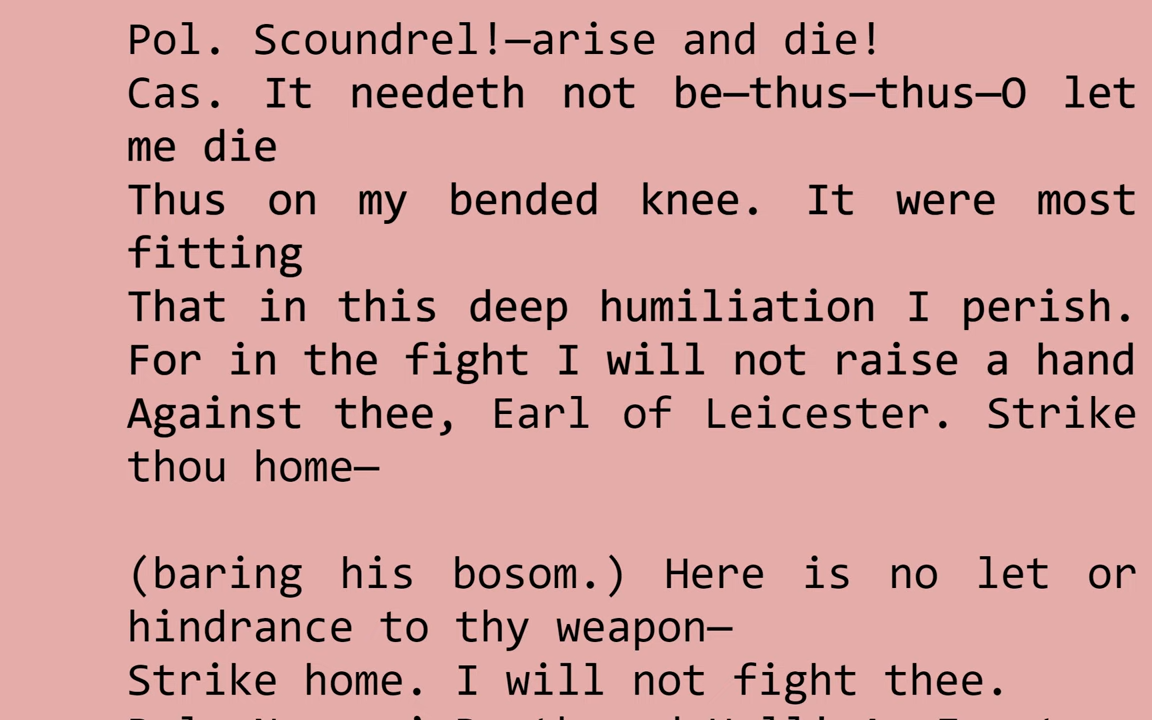 Pol. Scoundrel!—arise and die!
Cas. It needeth not be—thus—thus—O let
me die
Thus on my bended knee. It were most
fitting
That in this deep humiliation I perish.
For in the fight I will not raise a hand
Against thee, Earl of Leicester. Strike
thou home—
(baring his bosom.) Here is no let or
hindrance to thy weapon—
Strike home. I will not fight thee.